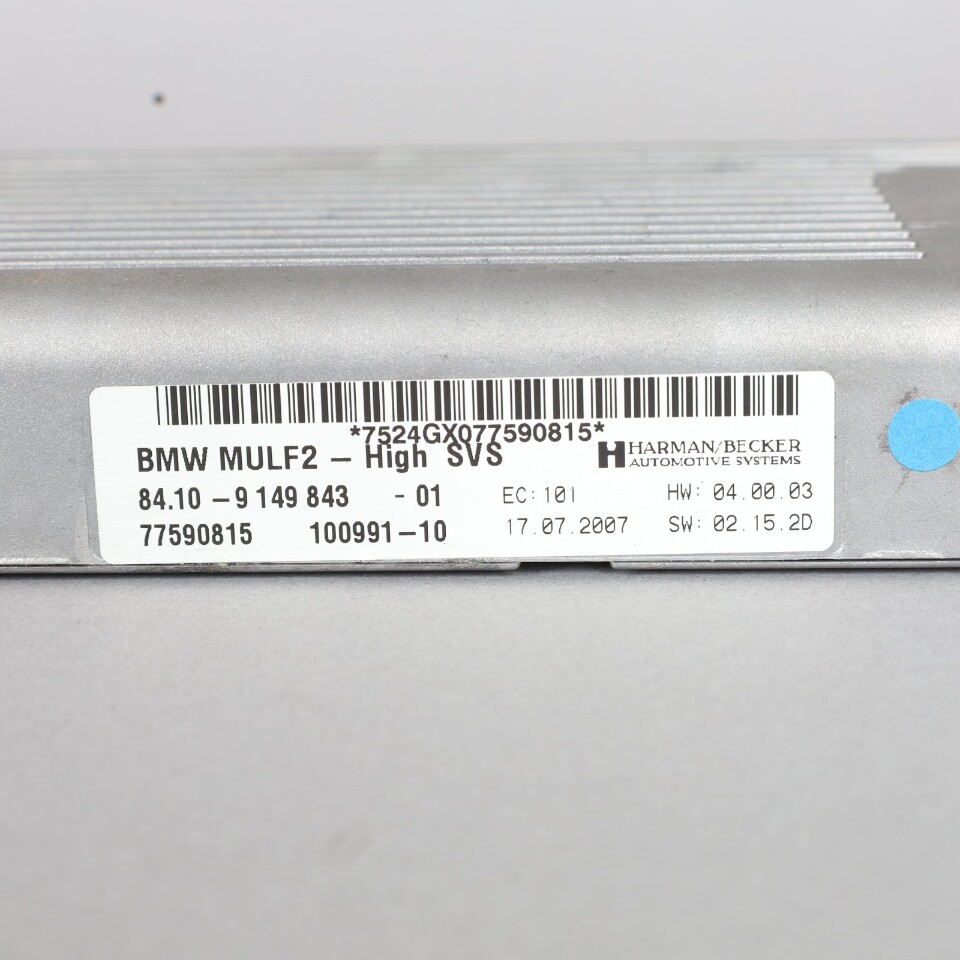 *7524GX077590815*
BMW MULF2 – High SVS
HARMAN/BECKER
AUTOMOTIVE SYSTEMS
84.10 – 9 149 843 - 01 EC: 101 HW: 04.00.03
77590815 100991–10 17.07.2007 SW: 02.15.2D